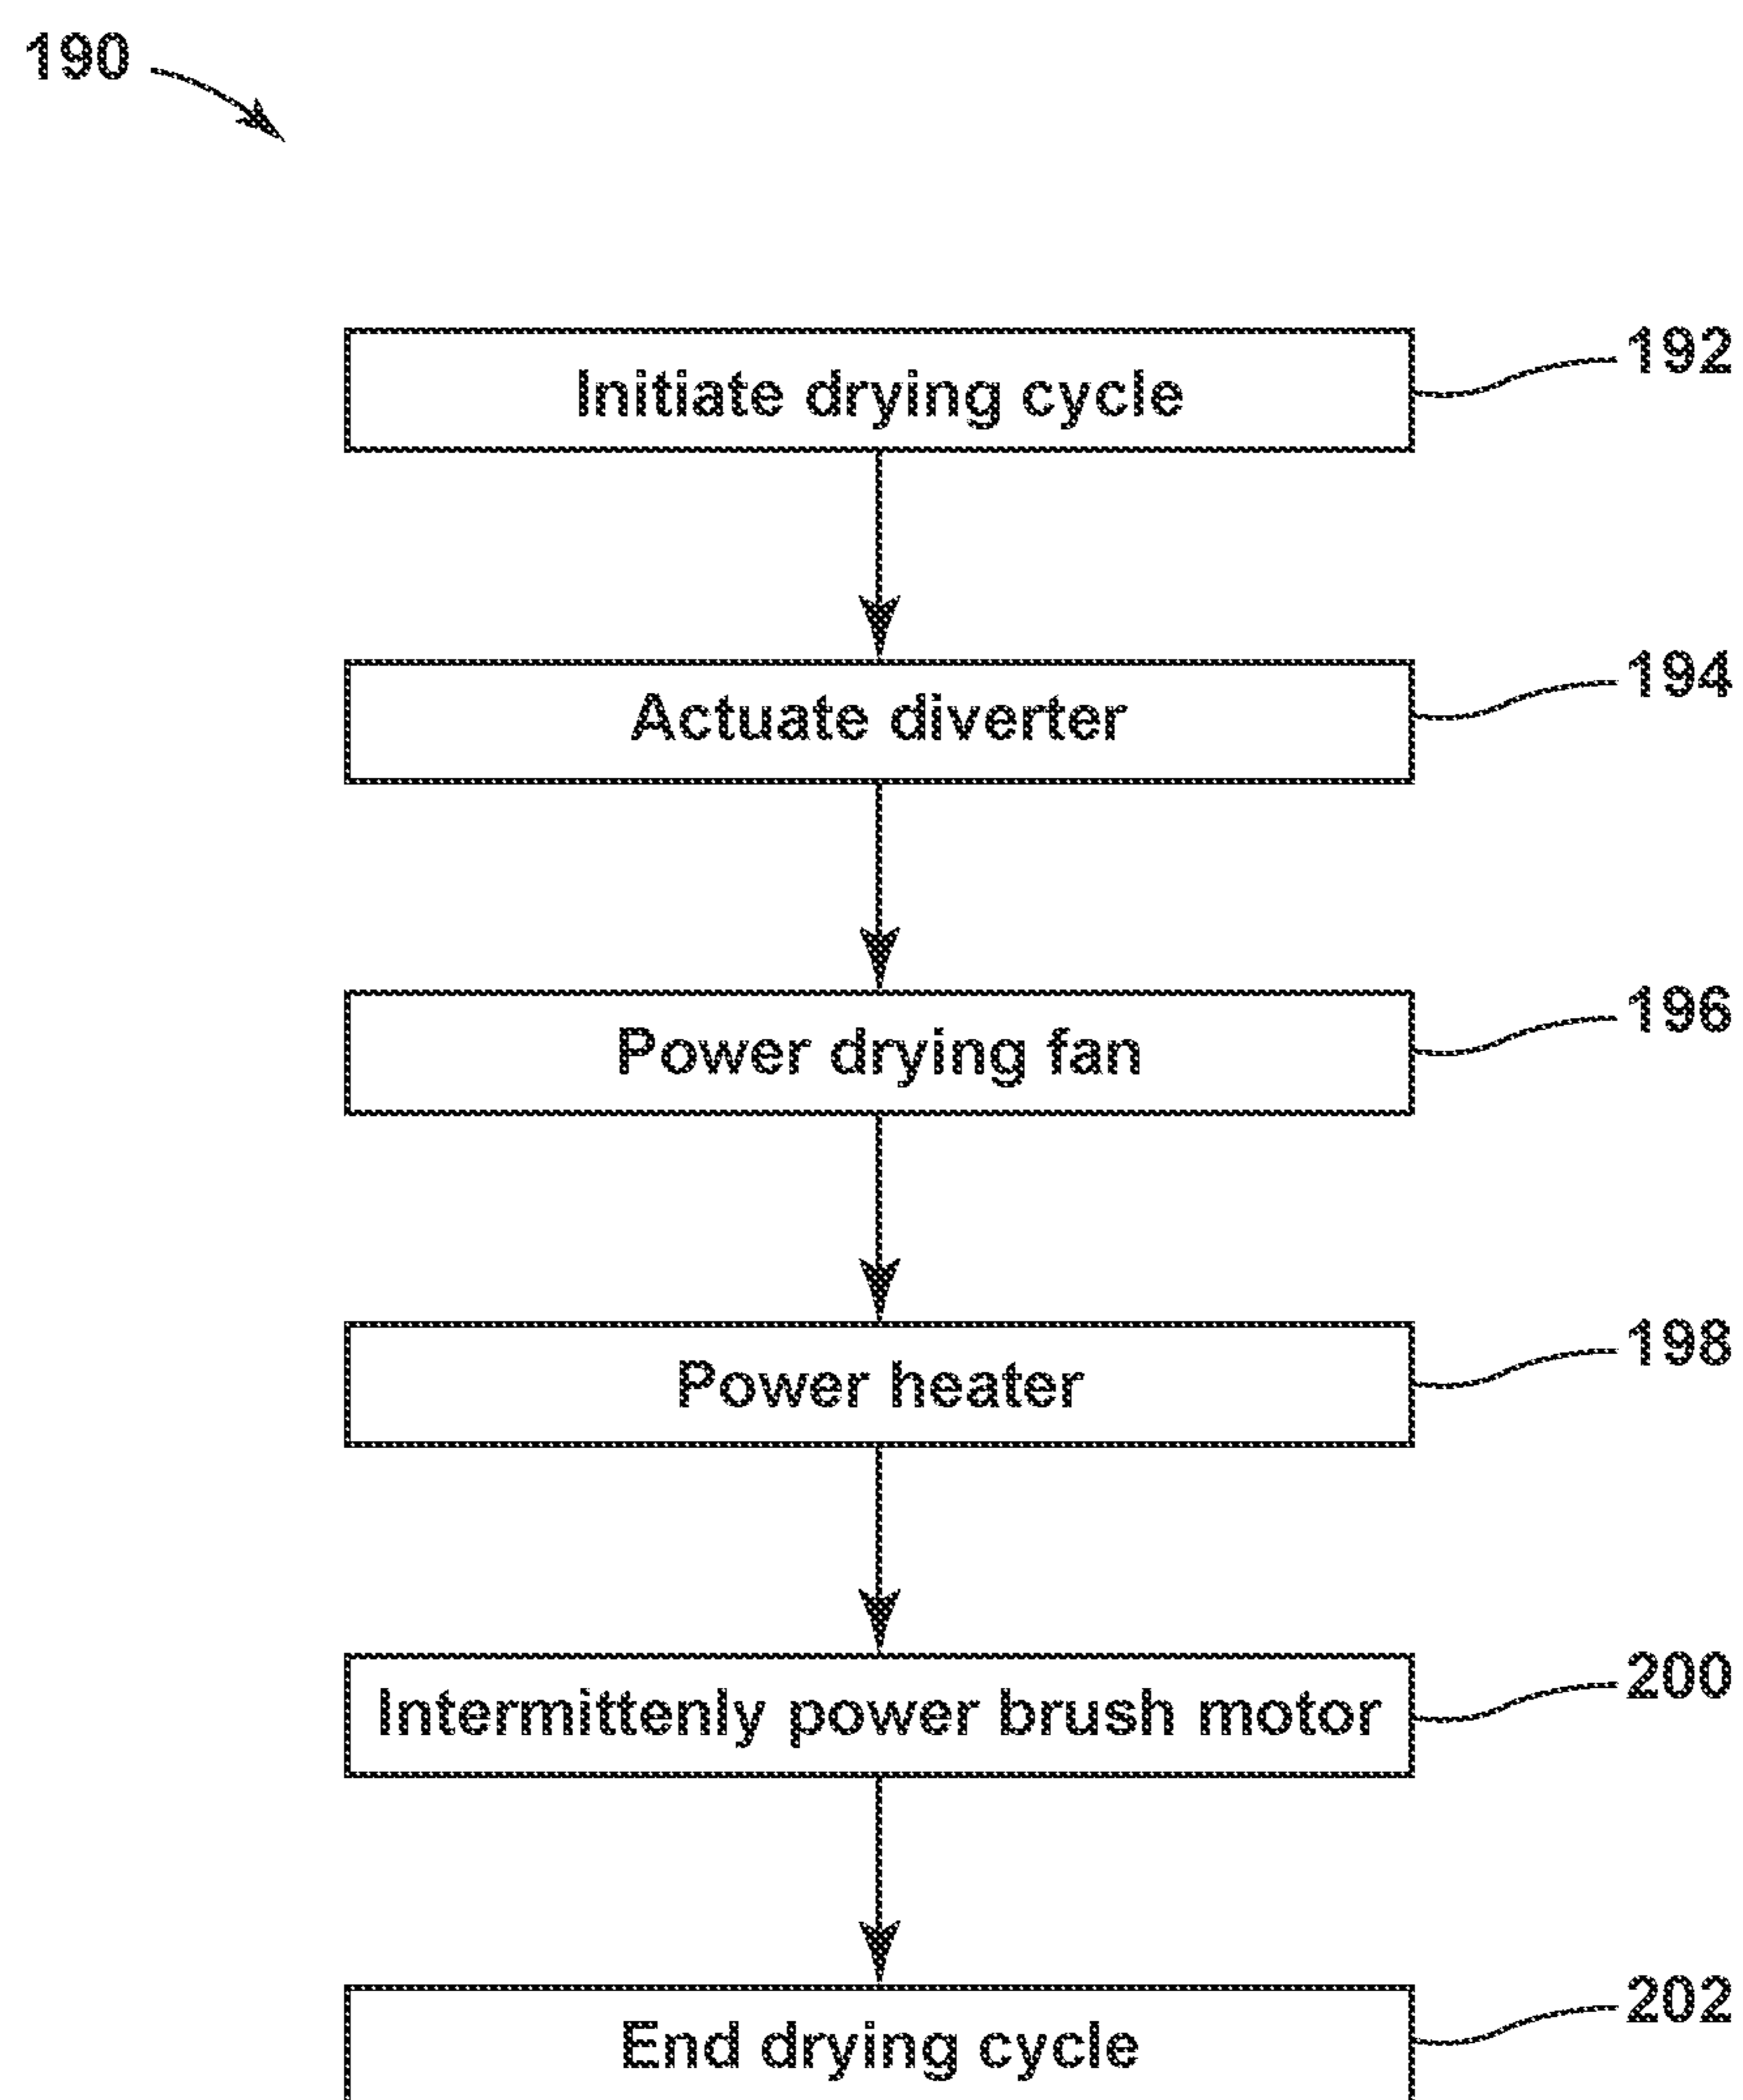 190
Initiate drying cycle 192
Actuate diverter 194
Power drying fan 196
Power heater 198
Intermittenly power brush motor 200
End drying cycle 202